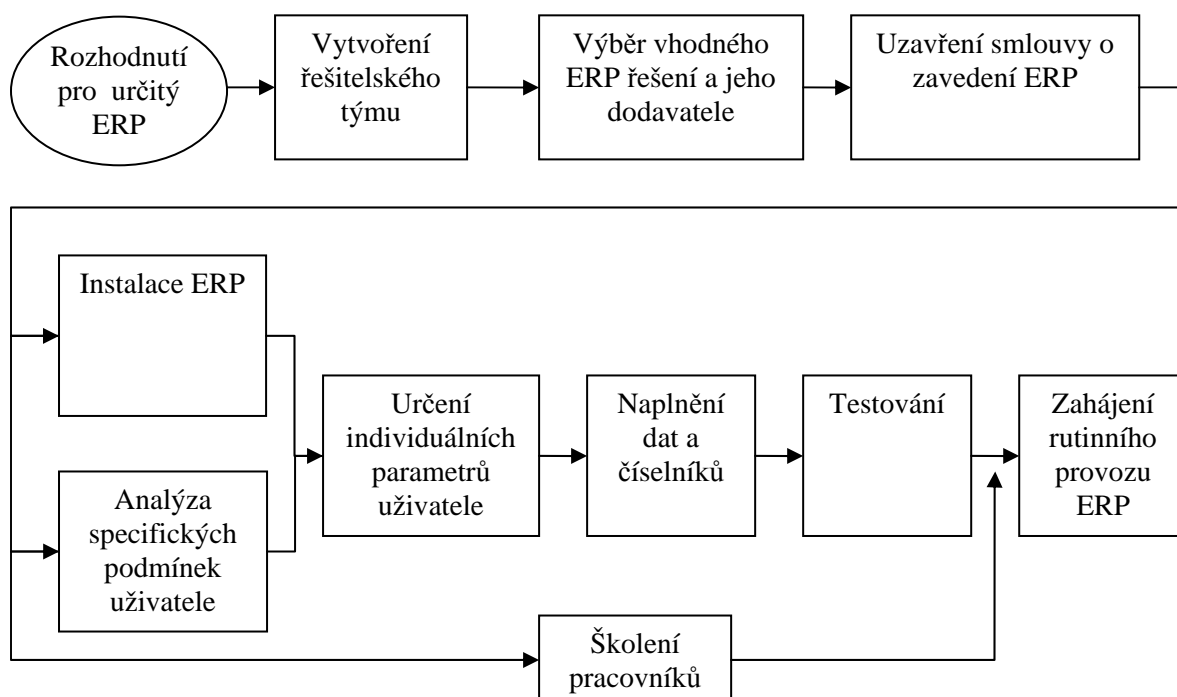 Rozhodnutí
pro určitý
ERP
Vytvoření
řešitelského
týmu
Výběr vhodného
ERP řešení a jeho
dodavatele
Uzavření smlouvy o
zavedení ERP
Instalace ERP
Analýza
specifických
podmínek
uživatele
Určení
individuálních
parametrů
uživatele
Naplnění
dat a
číselníků
Testování
Zahájení
rutinního
provozu
ERP
Školení
pracovníků